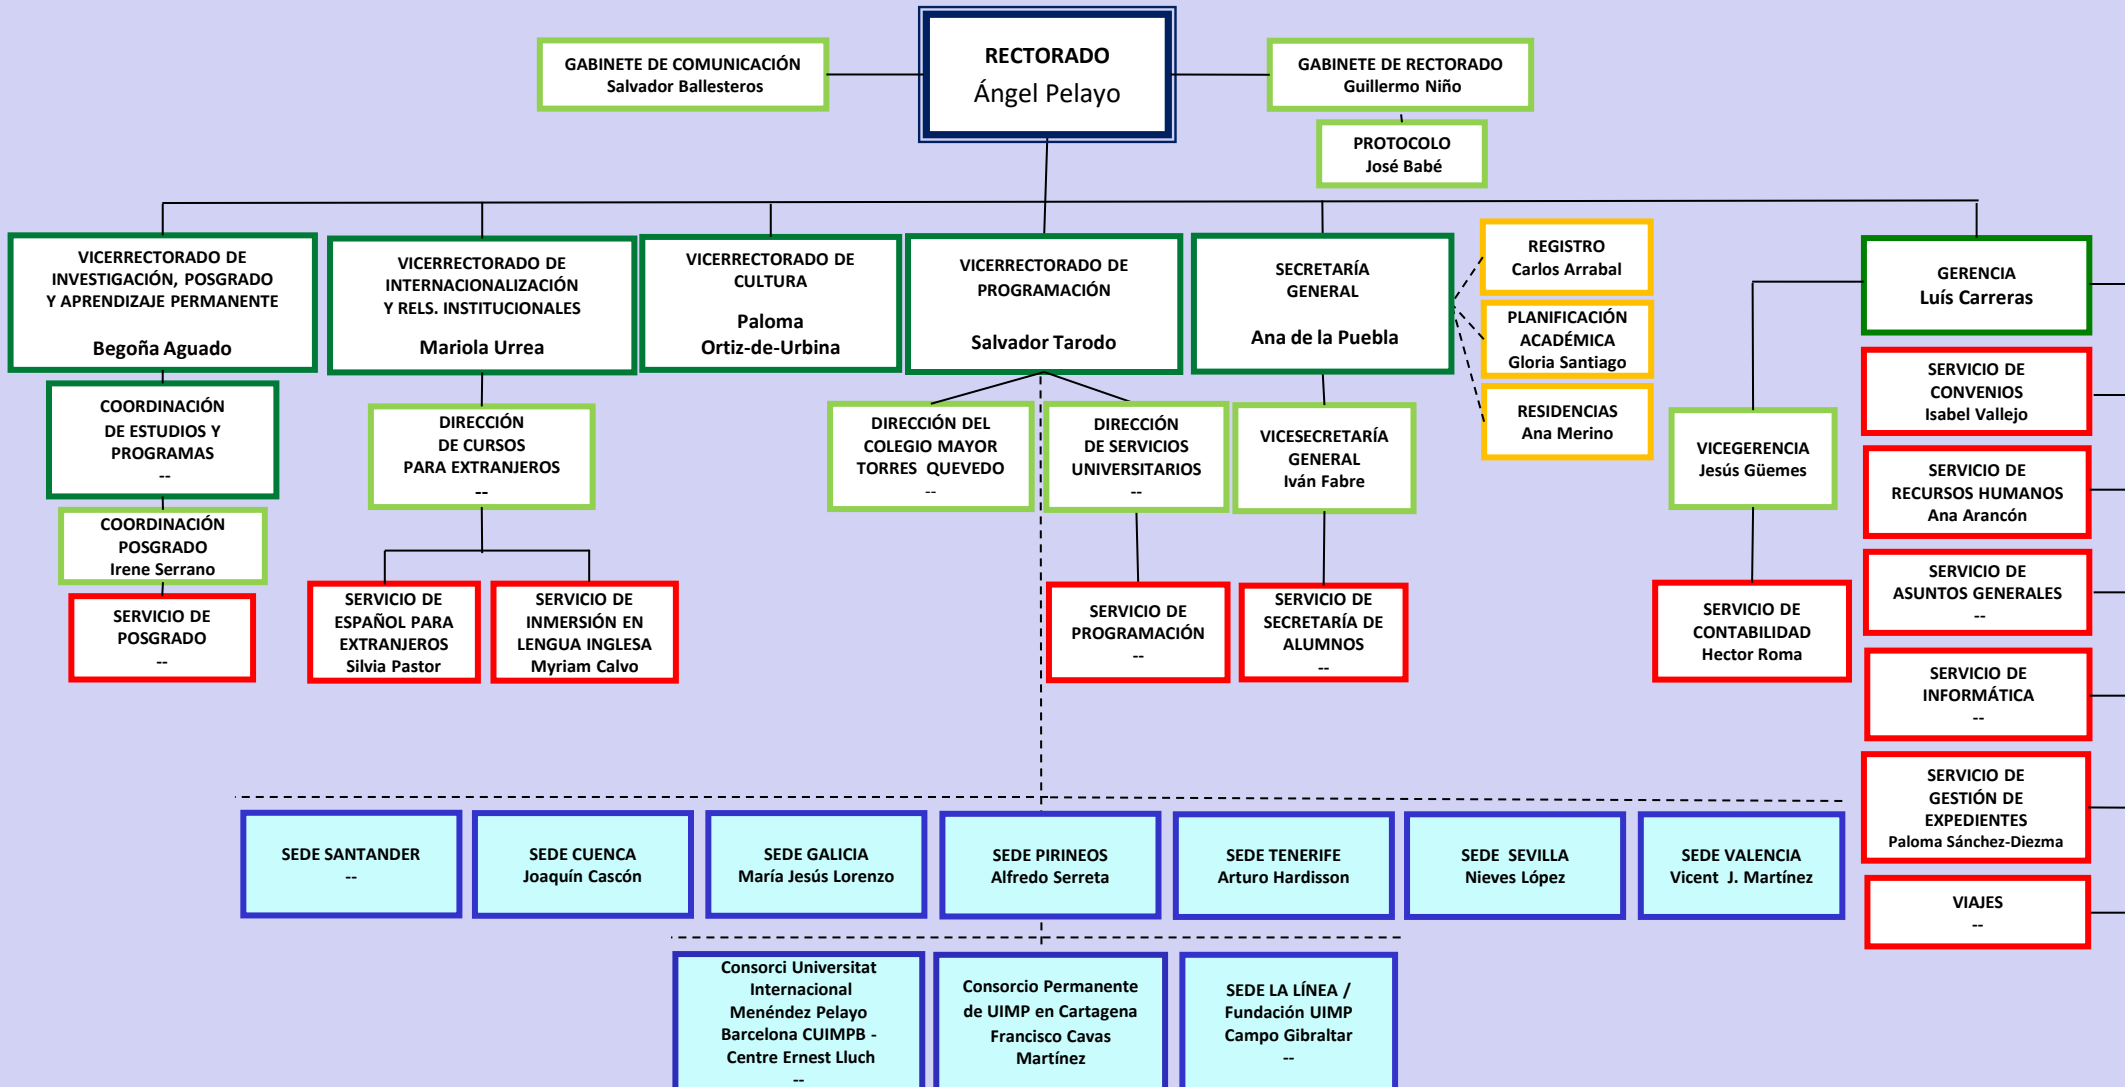 GABINETE DE COMUNICACIÓN
Salvador Ballesteros
RECTORADO
Ángel Pelayo
GABINETE DE RECTORADO
Guillermo Niño
PROTOCOLO
José Babé
VICERRECTORADO DE
INVESTIGACIÓN, POSGRADO
Y APRENDIZAJE PERMANENTE
Begoña Aguado
VICERRECTORADO DE
INTERNACIONALIZACIÓN
Y RELS. INSTITUCIONALES
Mariola Urrea
VICERRECTORADO DE
CULTURA
Paloma
Ortiz-de-Urbina
VICERRECTORADO DE
PROGRAMACIÓN
Salvador Tarodo
SECRETARÍA
GENERAL
Ana de la Puebla
REGISTRO
Carlos Arrabal
PLANIFICACIÓN
ACADÉMICA
Gloria Santiago
RESIDENCIAS
Ana Merino
GERENCIA
Luís Carreras
COORDINACIÓN
DE ESTUDIOS Y
PROGRAMAS
--
COORDINACIÓN
POSGRADO
Irene Serrano
SERVICIO DE
POSGRADO
--
DIRECCIÓN
DE CURSOS
PARA EXTRANJEROS
--
SERVICIO DE
ESPAÑOL PARA
EXTRANJEROS
Silvia Pastor
SERVICIO DE
INMERSIÓN EN
LENGUA INGLESA
Myriam Calvo
DIRECCIÓN DEL
COLEGIO MAYOR
TORRES QUEVEDO
--
DIRECCIÓN
DE SERVICIOS
UNIVERSITARIOS
--
SERVICIO DE
PROGRAMACIÓN
--
VICESECRETARÍA
GENERAL
Iván Fabre
SERVICIO DE
SECRETARÍA DE
ALUMNOS
--
VICEGERENCIA
Jesús Güemes
SERVICIO DE
CONTABILIDAD
Hector Roma
SERVICIO DE
CONVENIOS
Isabel Vallejo
SERVICIO DE
RECURSOS HUMANOS
Ana Arancón
SERVICIO DE
ASUNTOS GENERALES
--
SERVICIO DE
INFORMÁTICA
--
SERVICIO DE
GESTIÓN DE
EXPEDIENTES
Paloma Sánchez-Diezma
VIAJES
--
SEDE SANTANDER
--
SEDE CUENCA
Joaquín Cascón
SEDE GALICIA
María Jesús Lorenzo
SEDE PIRINEOS
Alfredo Serreta
SEDE TENERIFE
Arturo Hardisson
SEDE SEVILLA
Nieves López
SEDE VALENCIA
Vicent J. Martínez
Consorci Universitat
Internacional
Menéndez Pelayo
Barcelona CUIMPB -
Centre Ernest Lluch
--
Consorcio Permanente
de UIMP en Cartagena
Francisco Cavas
Martínez
SEDE LA LÍNEA /
Fundación UIMP
Campo Gibraltar
--